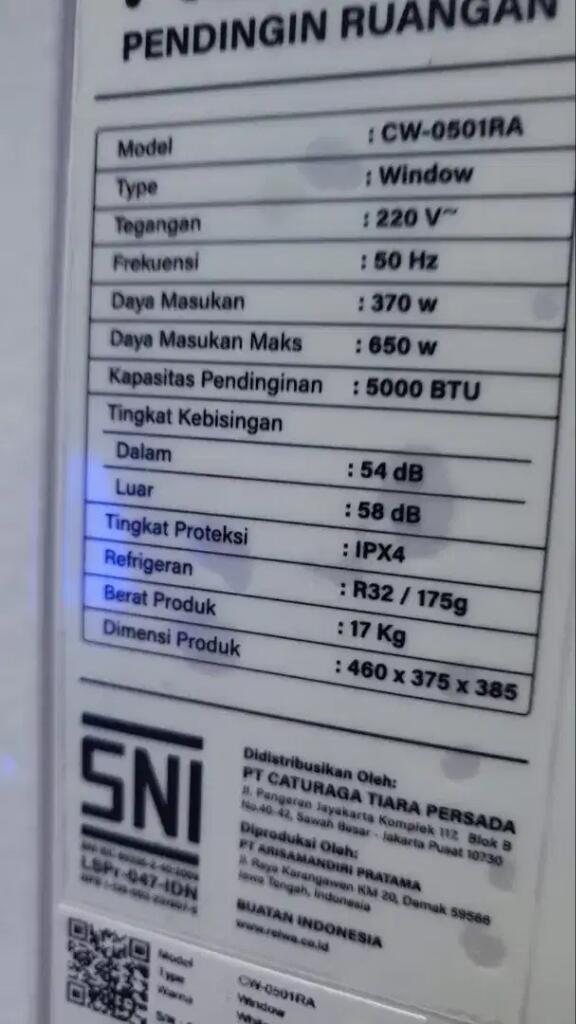 PENDINGIN RUANGAN
Model : CW-0501RA
Type : Window
Tegangan : 220 V~
Frekuensi : 50 Hz
Daya Masukan : 370 w
Daya Masukan Maks : 650 w
Kapasitas Pendinginan : 5000 BTU
Tingkat Kebisingan
Dalam : 54 dB
Luar : 58 dB
Tingkat Proteksi : IPX4
Refrigeran : R32 / 175g
Berat Produk : 17 Kg
Dimensi Produk : 460 x 375 x 385
SNI
LSPr-047-IDN
Didistribusikan Oleh:
PT CATURAGA TIARA PERSADA
Jl. Pangeran Jayakarta Komplek 112 Blok B
No.40-42, Sawah Besar - Jakarta Pusat 10730
Diproduksi Oleh:
PT ARISAMANDIRI PRATAMA
Jl. Raya Karangawen KM 20, Demak 59566
Jawa Tengah, Indonesia
BUATAN INDONESIA
www.reiwa.co.id
Model CW-0501RA
Type Window
Warna